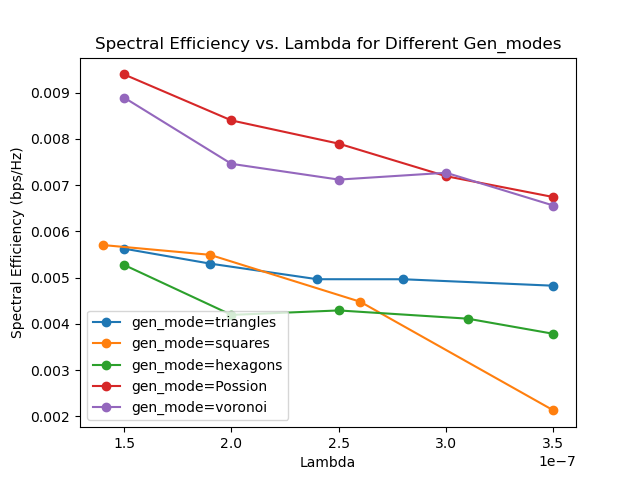 Spectral Efficiency vs. Lambda for Different Gen_modes
Spectral Efficiency (bps/Hz)
0.009
0.008
0.007
0.006
0.005
0.004
0.003
0.002
gen_mode=triangles
gen_mode=squares
gen_mode=hexagons
gen_mode=Possion
gen_mode=voronoi
1.5 2.0 2.5 3.0 3.5
1e−7
Lambda